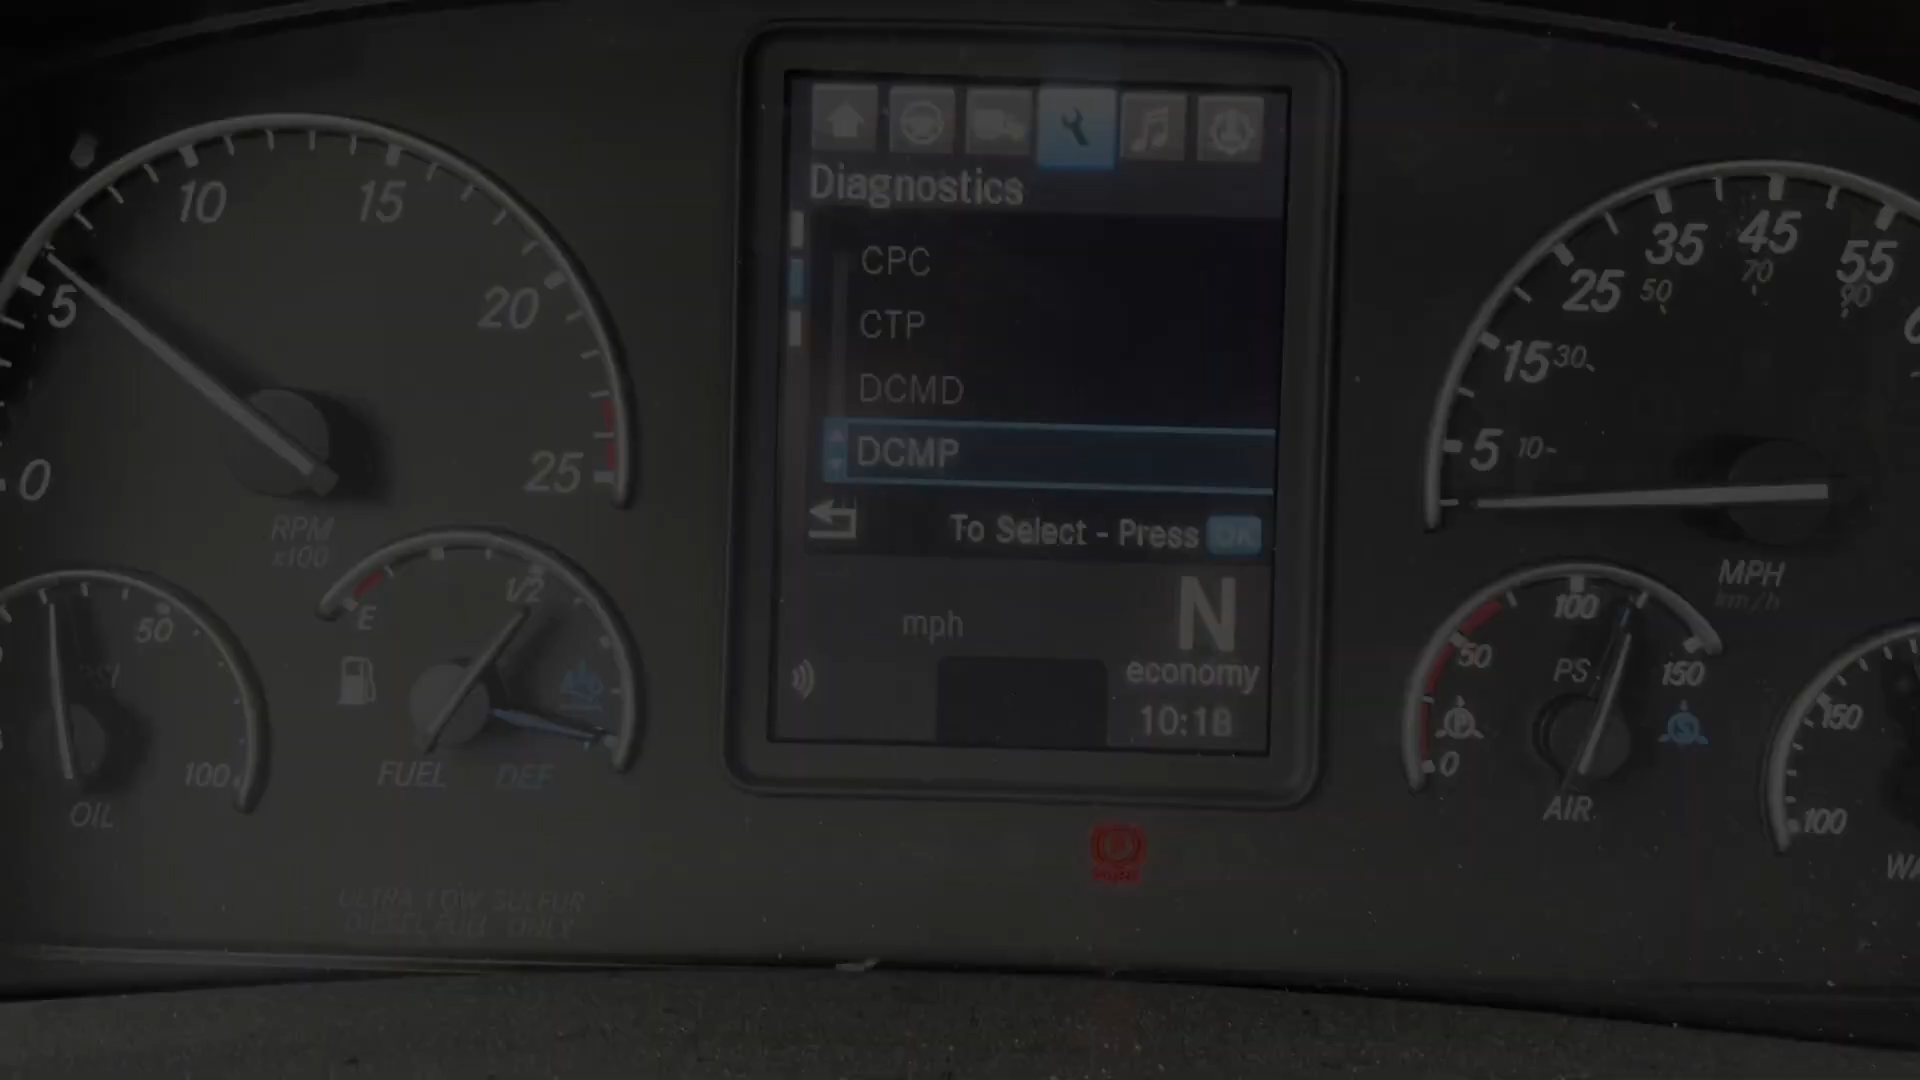 0
5
10
15
20
25
RPM
x100
50
100
OIL
E
1/2
FUEL
DEF
ULTRA LOW SULFUR
DIESEL FUEL ONLY
Diagnostics
CPC
CTP
DCMD
DCMP
To Select - Press OK
mph
N
economy
10:18
5
15
25
35
45
55
10
30
50
70
90
MPH
km/h
0
50
100
150
AIR
100
150